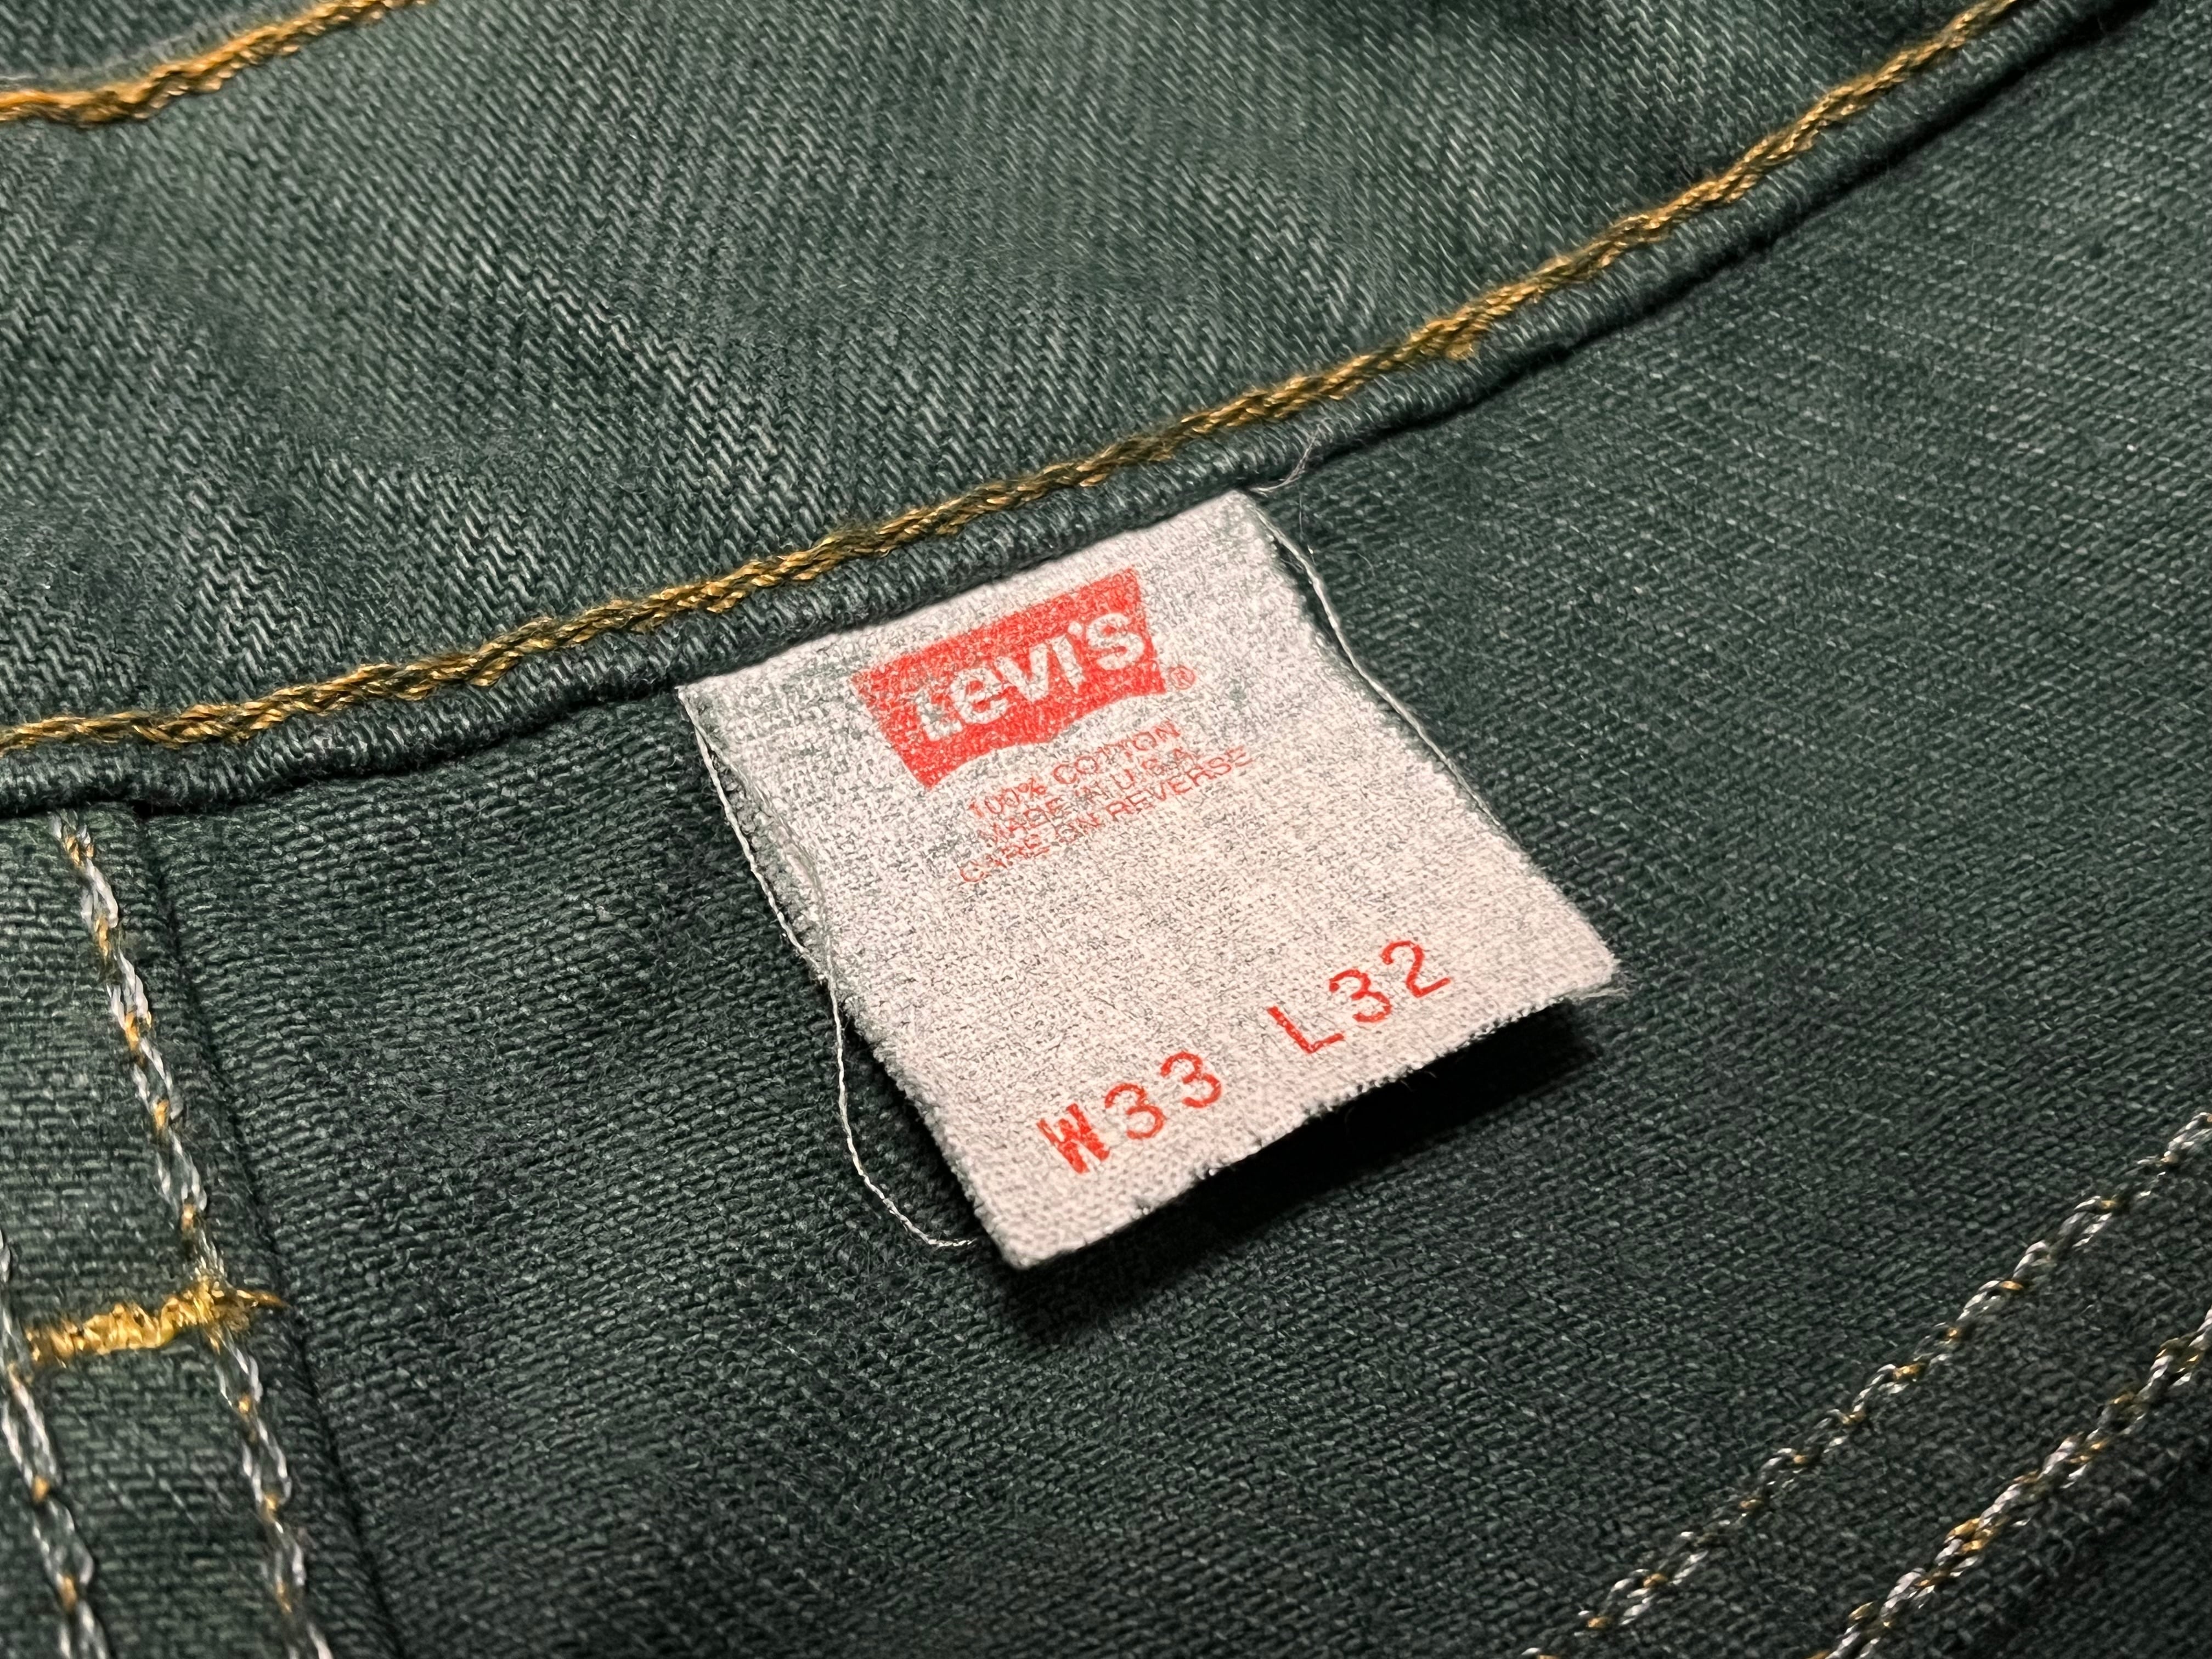 Levi's ®
100% COTTON
MADE IN U.S.A.
CARE ON REVERSE
W33 L32